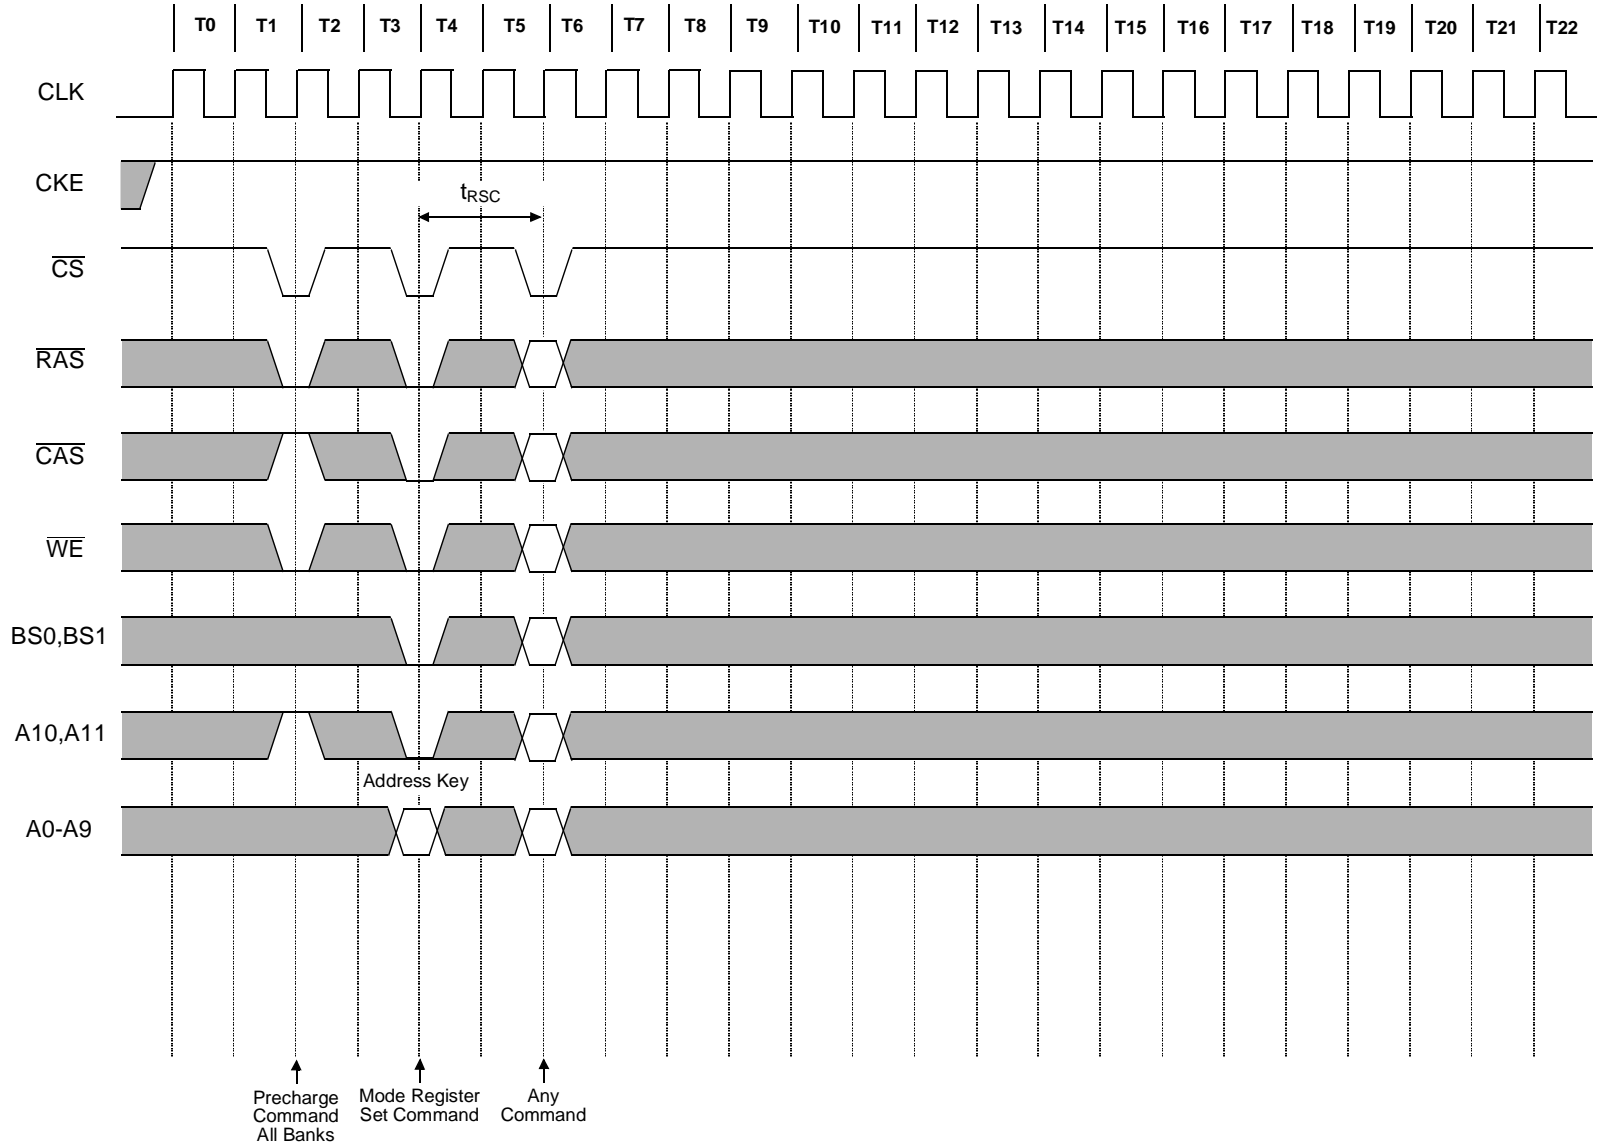 T0 T1 T2 T3 T4 T5 T6 T7 T8 T9 T10 T11 T12 T13 T14 T15 T16 T17 T18 T19 T20 T21 T22
CLK
CKE
tRSC
CS
RAS
CAS
WE
BS0,BS1
A10,A11
Address Key
A0-A9
Precharge
Command
All Banks
Mode Register
Set Command
Any
Command